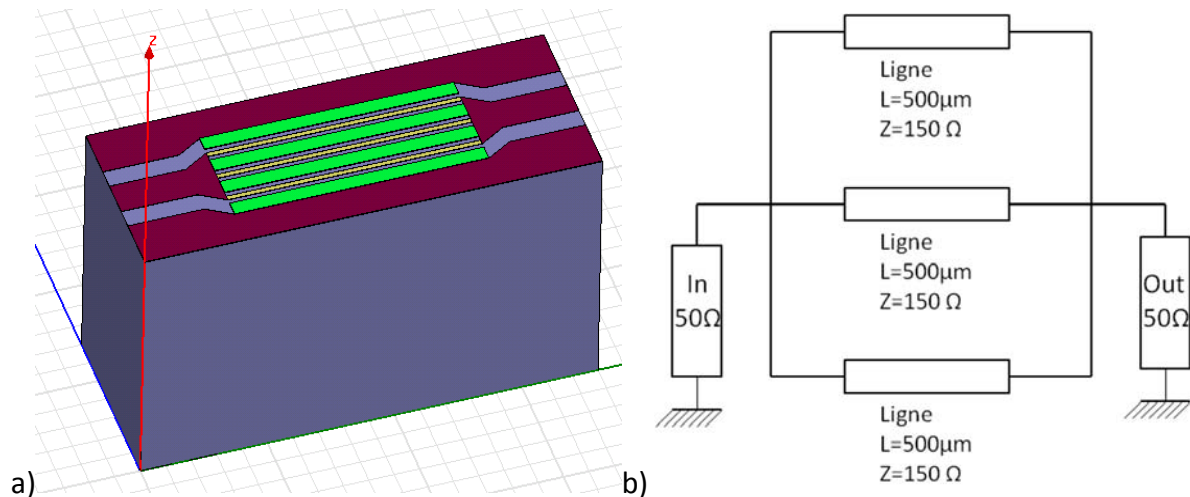 z
a)
Ligne
L=500µm
Z=150 Ω
Ligne
L=500µm
Z=150 Ω
In
50Ω
Out
50Ω
Ligne
L=500µm
Z=150 Ω
b)